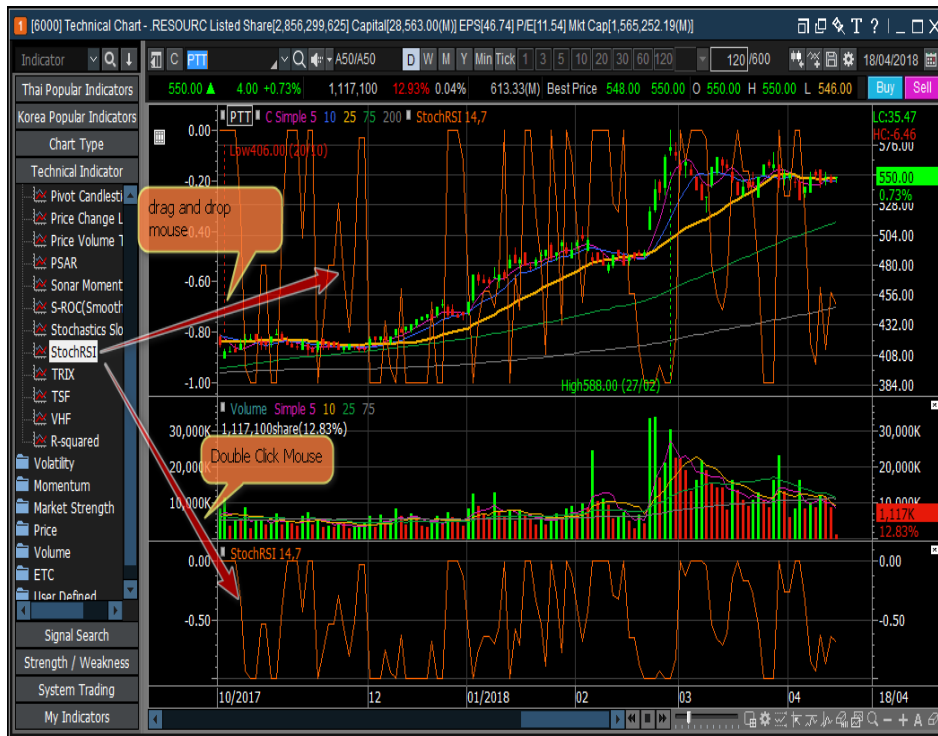 1 [6000] Technical Chart - .RESOURC Listed Share[2,856,299,625] Capital[28,563.00(M)] EPS[46.74] P/E[11.54] Mkt Cap[1,565,252.19(M)] T ?
Indicator C PTT A50/A50 D W M Y Min Tick 1 3 5 10 20 30 60 120 120 /600 18/04/2018
Thai Popular Indicators
Korea Popular Indicators
Chart Type
Technical Indicator
Pivot Candlesti
Price Change L
Price Volume T
PSAR
Sonar Moment
S-ROC(Smooth
Stochastics Slo
StochRSI
TRIX
TSF
VHF
R-squared
Volatility
Momentum
Market Strength
Price
Volume
ETC
User Defined
Signal Search
Strength / Weakness
System Trading
My Indicators
550.00 ▲ 4.00 +0.73% 1,117,100 12.93% 0.04% 613.33(M) Best Price 548.00 550.00 O 550.00 H 550.00 L 546.00 Buy Sell
PTT C Simple 5 10 25 75 200 StochRSI 14,7
LC:35.47
HC:-6.46
0.00
-0.20
-0.40
-0.60
-0.80
-1.00
Low406.00 (20/10)
drag and drop
mouse
High588.00 (27/02)
576.00
550.00
0.73%
528.00
504.00
480.00
456.00
432.00
408.00
384.00
Volume Simple 5 10 25 75
1,117,100share(12.83%)
Double Click Mouse
30,000K
20,000K
10,000K
30,000K
20,000K
10,000K
1,117K
12.83%
StochRSI 14,7
0.00
-0.50
0.00
-0.50
10/2017 12 01/2018 02 03 04 18/04
A